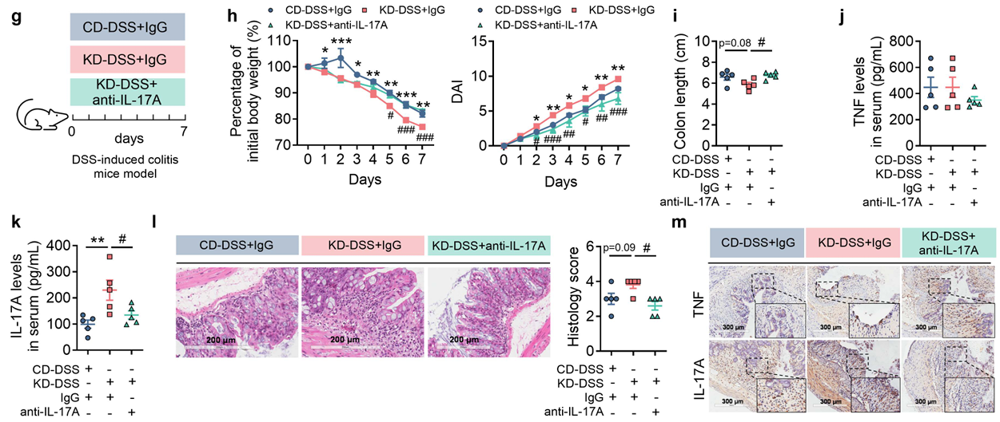 g
CD-DSS+IgG
KD-DSS+IgG
KD-DSS+
anti-IL-17A
0 7
days
DSS-induced colitis
mice model
h
CD-DSS+IgG KD-DSS+IgG
KD-DSS+anti-IL-17A
Percentage of
initial body weight (%)
110
100
90
80
70
* *** * ** ** *** **
# ### ###
0 1 2 3 4 5 6 7
Days
CD-DSS+IgG KD-DSS+IgG
KD-DSS+anti-IL-17A
DAI
15
10
5
0
* ** * * ** **
# ### ## # ## ###
0 1 2 3 4 5 6 7
Days
i
Colon length (cm)
10
8
6
4
2
0
p=0.08 #
CD-DSS + - -
KD-DSS - + +
IgG + + -
anti-IL-17A - - +
j
TNF levels
in serum (pg/mL)
800
600
400
200
0
CD-DSS + - -
KD-DSS - + +
IgG + + -
anti-IL-17A - - +
k
IL-17A levels
in serum (pg/mL)
400
300
200
100
0
** #
CD-DSS + - -
KD-DSS - + +
IgG + + -
anti-IL-17A - - +
l
CD-DSS+IgG KD-DSS+IgG KD-DSS+anti-IL-17A
200 μm 200 μm 200 μm
Histology score
6
4
2
0
p=0.09 #
CD-DSS + - -
KD-DSS - + +
IgG + + -
anti-IL-17A - - +
m
CD-DSS+IgG KD-DSS+IgG KD-DSS+
anti-IL-17A
TNF
300 μm 300 μm 300 μm
IL-17A
300 μm 300 μm 300 μm